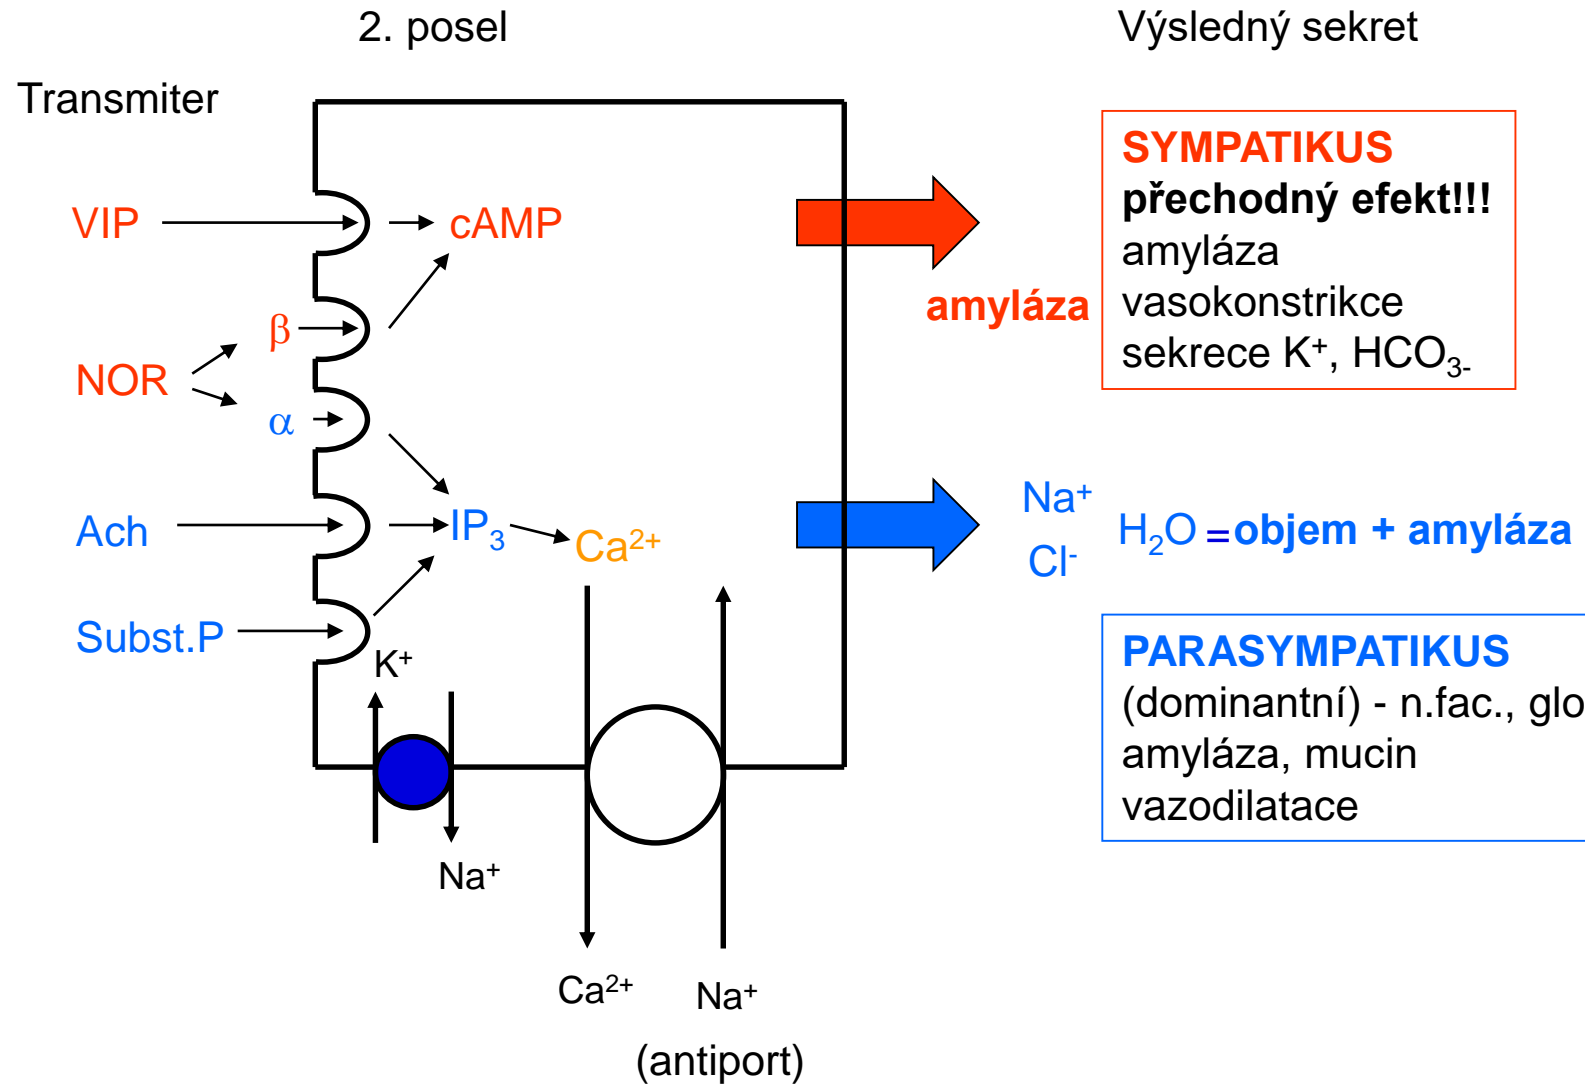 2. posel
Výsledný sekret
Transmiter
VIP
cAMP
β
NOR
α
Ach
IP3
Ca2+
Subst.P
K+
Na+
Ca2+
Na+
(antiport)
amyláza
SYMPATIKUS
přechodný efekt!!!
amyláza
vasokonstrikce
sekrece K+, HCO3-
Na+
Cl-
H2O = objem + amyláza
PARASYMPATIKUS
(dominantní) - n.fac., glo
amyláza, mucin
vazodilatace